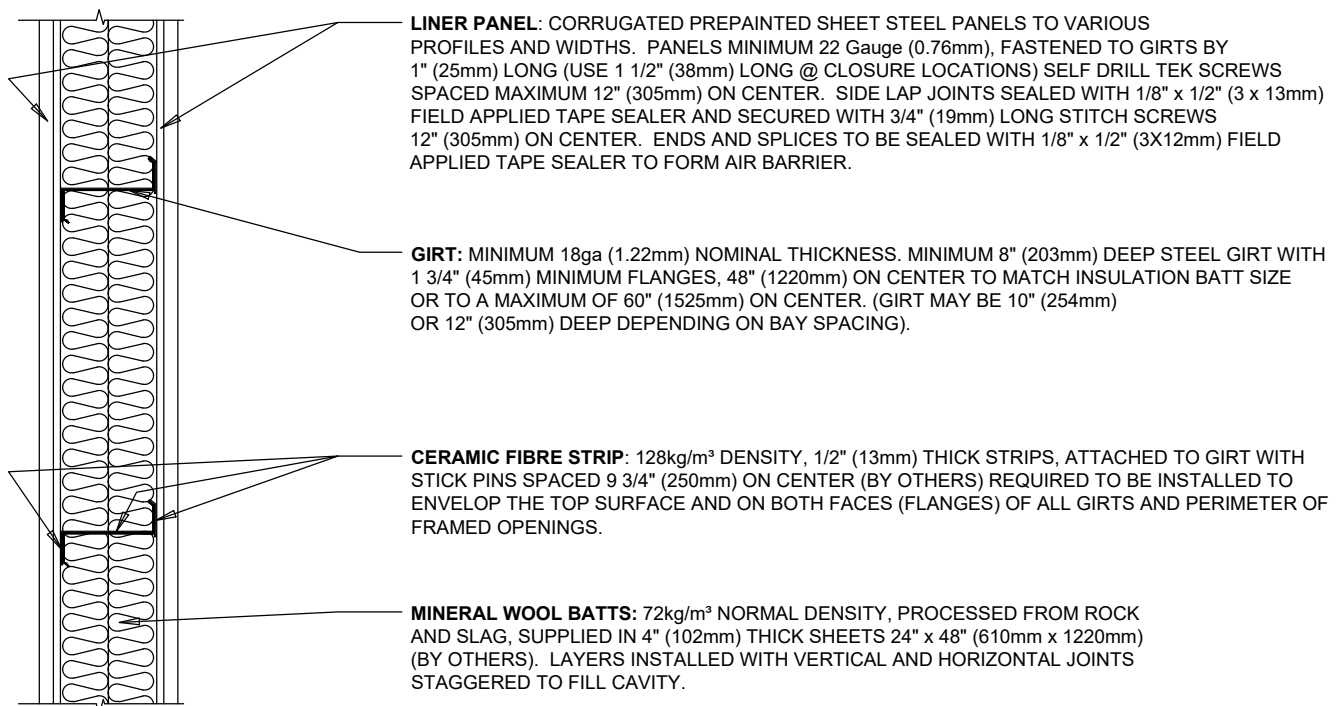 LINER PANEL: CORRUGATED PREPAINTED SHEET STEEL PANELS TO VARIOUS
PROFILES AND WIDTHS. PANELS MINIMUM 22 Gauge (0.76mm), FASTENED TO GIRTS BY
1" (25mm) LONG (USE 1 1/2" (38mm) LONG @ CLOSURE LOCATIONS) SELF DRILL TEK SCREWS
SPACED MAXIMUM 12" (305mm) ON CENTER. SIDE LAP JOINTS SEALED WITH 1/8" x 1/2" (3 x 13mm)
FIELD APPLIED TAPE SEALER AND SECURED WITH 3/4" (19mm) LONG STITCH SCREWS
12" (305mm) ON CENTER. ENDS AND SPLICES TO BE SEALED WITH 1/8" x 1/2" (3X12mm) FIELD
APPLIED TAPE SEALER TO FORM AIR BARRIER.
GIRT: MINIMUM 18ga (1.22mm) NOMINAL THICKNESS. MINIMUM 8" (203mm) DEEP STEEL GIRT WITH
1 3/4" (45mm) MINIMUM FLANGES, 48" (1220mm) ON CENTER TO MATCH INSULATION BATT SIZE
OR TO A MAXIMUM OF 60" (1525mm) ON CENTER. (GIRT MAY BE 10" (254mm)
OR 12" (305mm) DEEP DEPENDING ON BAY SPACING).
CERAMIC FIBRE STRIP: 128kg/m³ DENSITY, 1/2" (13mm) THICK STRIPS, ATTACHED TO GIRT WITH
STICK PINS SPACED 9 3/4" (250mm) ON CENTER (BY OTHERS) REQUIRED TO BE INSTALLED TO
ENVELOP THE TOP SURFACE AND ON BOTH FACES (FLANGES) OF ALL GIRTS AND PERIMETER OF
FRAMED OPENINGS.
MINERAL WOOL BATTS: 72kg/m³ NORMAL DENSITY, PROCESSED FROM ROCK
AND SLAG, SUPPLIED IN 4" (102mm) THICK SHEETS 24" x 48" (610mm x 1220mm)
(BY OTHERS). LAYERS INSTALLED WITH VERTICAL AND HORIZONTAL JOINTS
STAGGERED TO FILL CAVITY.